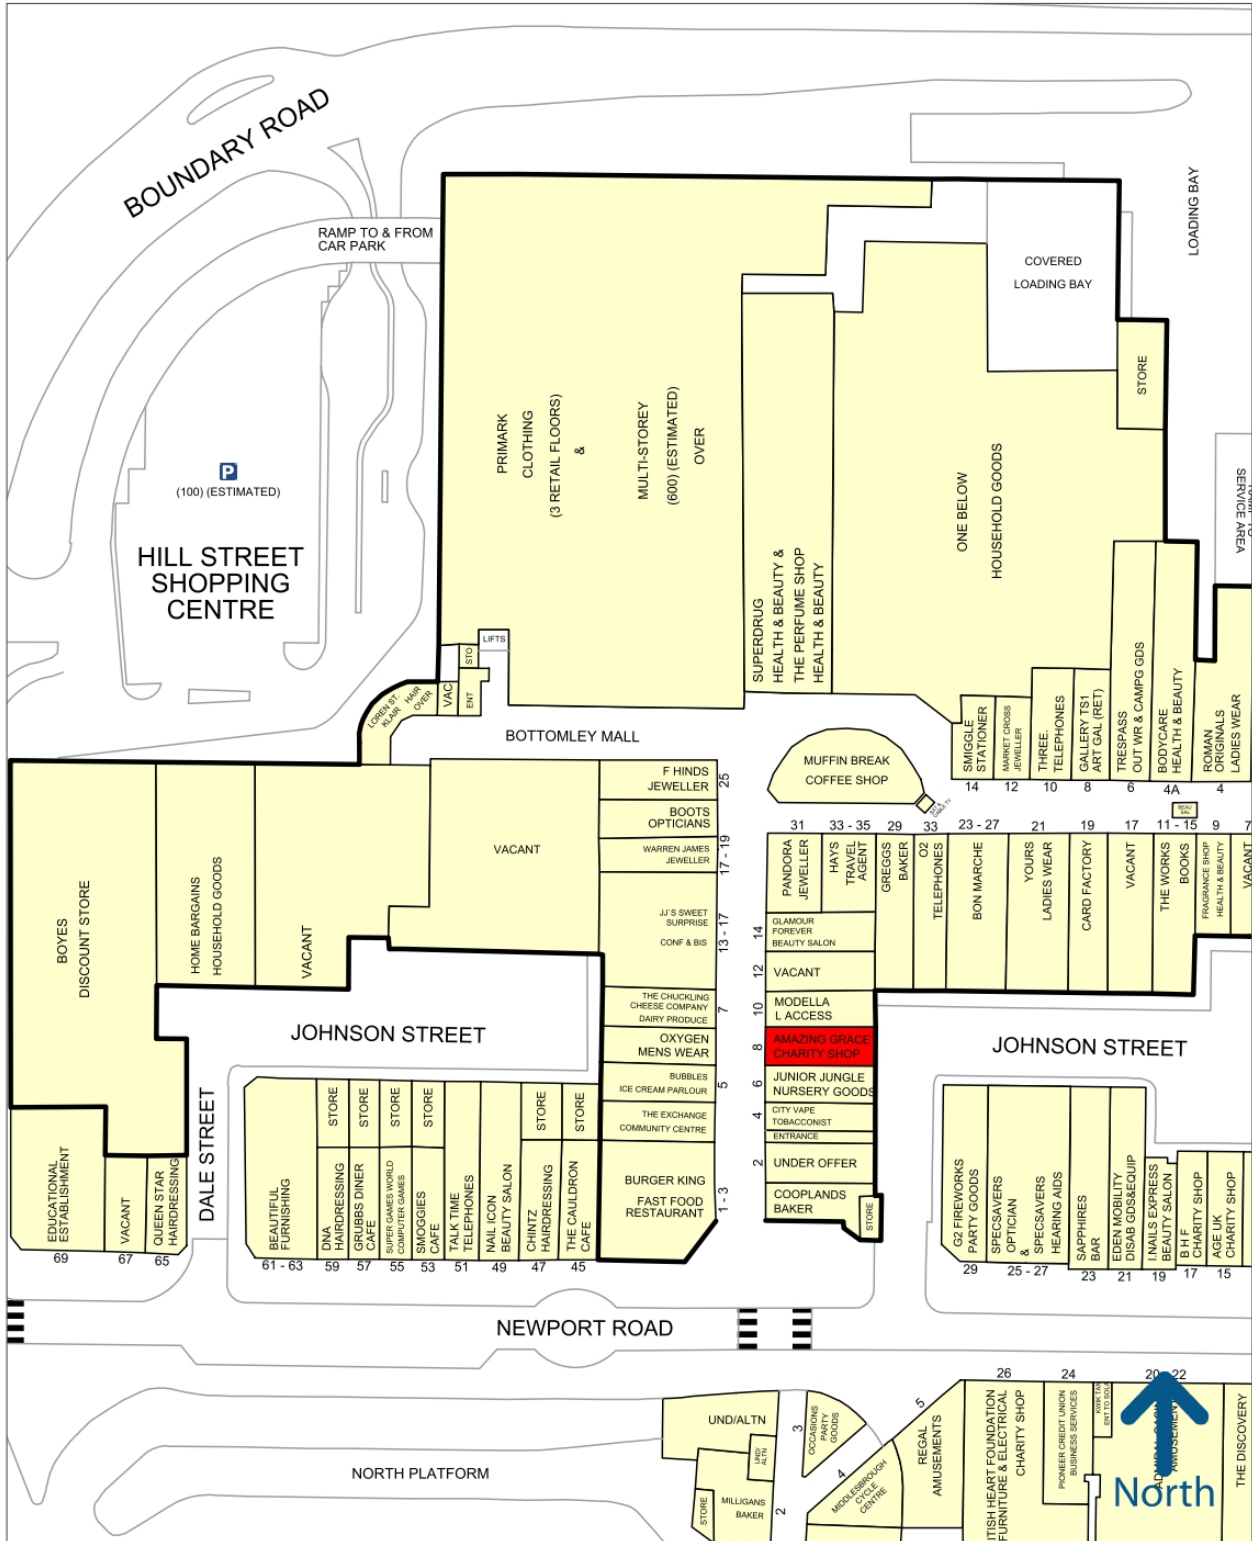 BOUNDARY ROAD
RAMP TO & FROM
CAR PARK
LOADING BAY
COVERED
LOADING BAY
STORE
PRIMARK
CLOTHING
(3 RETAIL FLOORS)
&
MULTI-STOREY
(600) (ESTIMATED)
OVER
P
(100) (ESTIMATED)
HILL STREET
SHOPPING
CENTRE
ONE BELOW
HOUSEHOLD GOODS
SERVICE AREA
SUPERDRUG
HEALTH & BEAUTY &
THE PERFUME SHOP
HEALTH & BEAUTY
LIFTS
STO
ENT
VAC
LOREN ST.
KLAIR HAIR
OVER
BOTTOMLEY MALL
MUFFIN BREAK
COFFEE SHOP
SMIGGLE
STATIONER
14
MARKET CROSS
JEWELLER
12
THREE.
TELEPHONES
10
GALLERY TS1
ART GAL (RET)
8
TRESPASS
OUT WR & CAMPG GDS
6
BODYCARE
HEALTH & BEAUTY
4A
ROMAN
ORIGINALS
LADIES WEAR
4
BEAU
SAL
BOYES
DISCOUNT STORE
HOME BARGAINS
HOUSEHOLD GOODS
VACANT
VACANT
F HINDS
JEWELLER
25
BOOTS
OPTICIANS
WARREN JAMES
JEWELLER
17 - 19
JJ'S SWEET
SURPRISE
CONF & BIS
13 - 17
THE CHUCKLING
CHEESE COMPANY
DAIRY PRODUCE
7
OXYGEN
MENS WEAR
BUBBLES
ICE CREAM PARLOUR
5
THE EXCHANGE
COMMUNITY CENTRE
BURGER KING
FAST FOOD
RESTAURANT
1 - 3
31
PANDORA
JEWELLER
33 - 35
HAYS
TRAVEL
AGENT
29
GREGGS
BAKER
33
O2
TELEPHONES
23 - 27
BON MARCHE
21
YOURS
LADIES WEAR
19
CARD FACTORY
17
VACANT
11 - 15
THE WORKS
BOOKS
9
FRAGRANCE SHOP
HEALTH & BEAUTY
7
VACANT
14
GLAMOUR
FOREVER
BEAUTY SALON
12
VACANT
10
MODELLA
L ACCESS
8
AMAZING GRACE
CHARITY SHOP
6
JUNIOR JUNGLE
NURSERY GOODS
4
CITY VAPE
TOBACCONIST
ENTRANCE
2
UNDER OFFER
COOPLANDS
BAKER
STORE
JOHNSON STREET
JOHNSON STREET
DALE STREET
EDUCATIONAL
ESTABLISHMENT
69
VACANT
67
QUEEN STAR
HAIRDRESSING
65
BEAUTIFUL
FURNISHING
61 - 63
STORE
DNA
HAIRDRESSING
59
STORE
GRUBBS DINER
CAFE
57
STORE
SUPER GAMES WORLD
COMPUTER GAMES
55
STORE
SMOGGIES
CAFE
53
TALK TIME
TELEPHONES
51
NAIL ICON
BEAUTY SALON
49
STORE
CHINTZ
HAIRDRESSING
47
STORE
THE CAULDRON
CAFE
45
G2 FIREWORKS
PARTY GOODS
29
SPECSAVERS
OPTICIAN
&
SPECSAVERS
HEARING AIDS
25 - 27
SAPPHIRES
BAR
23
EDEN MOBILITY
DISAB GDS&EQUIP
21
I.NAILS EXPRESS
BEAUTY SALON
19
B H F
CHARITY SHOP
17
AGE UK
CHARITY SHOP
15
NEWPORT ROAD
NORTH PLATFORM
UND/ALTN
UND/
ALTN
STORE
MILLIGANS
BAKER
2
3
OCCASIONS
PARTY
GOODS
4
MIDDLESBROUGH
CYCLE
CENTRE
5
REGAL
AMUSEMENTS
26
ITISH HEART FOUNDATION
FURNITURE & ELECTRICAL
CHARITY SHOP
24
PIONEER CREDIT UNION
BUSINESS SERVICES
20 22
AMUSEMENT
THE DISCOVERY
North